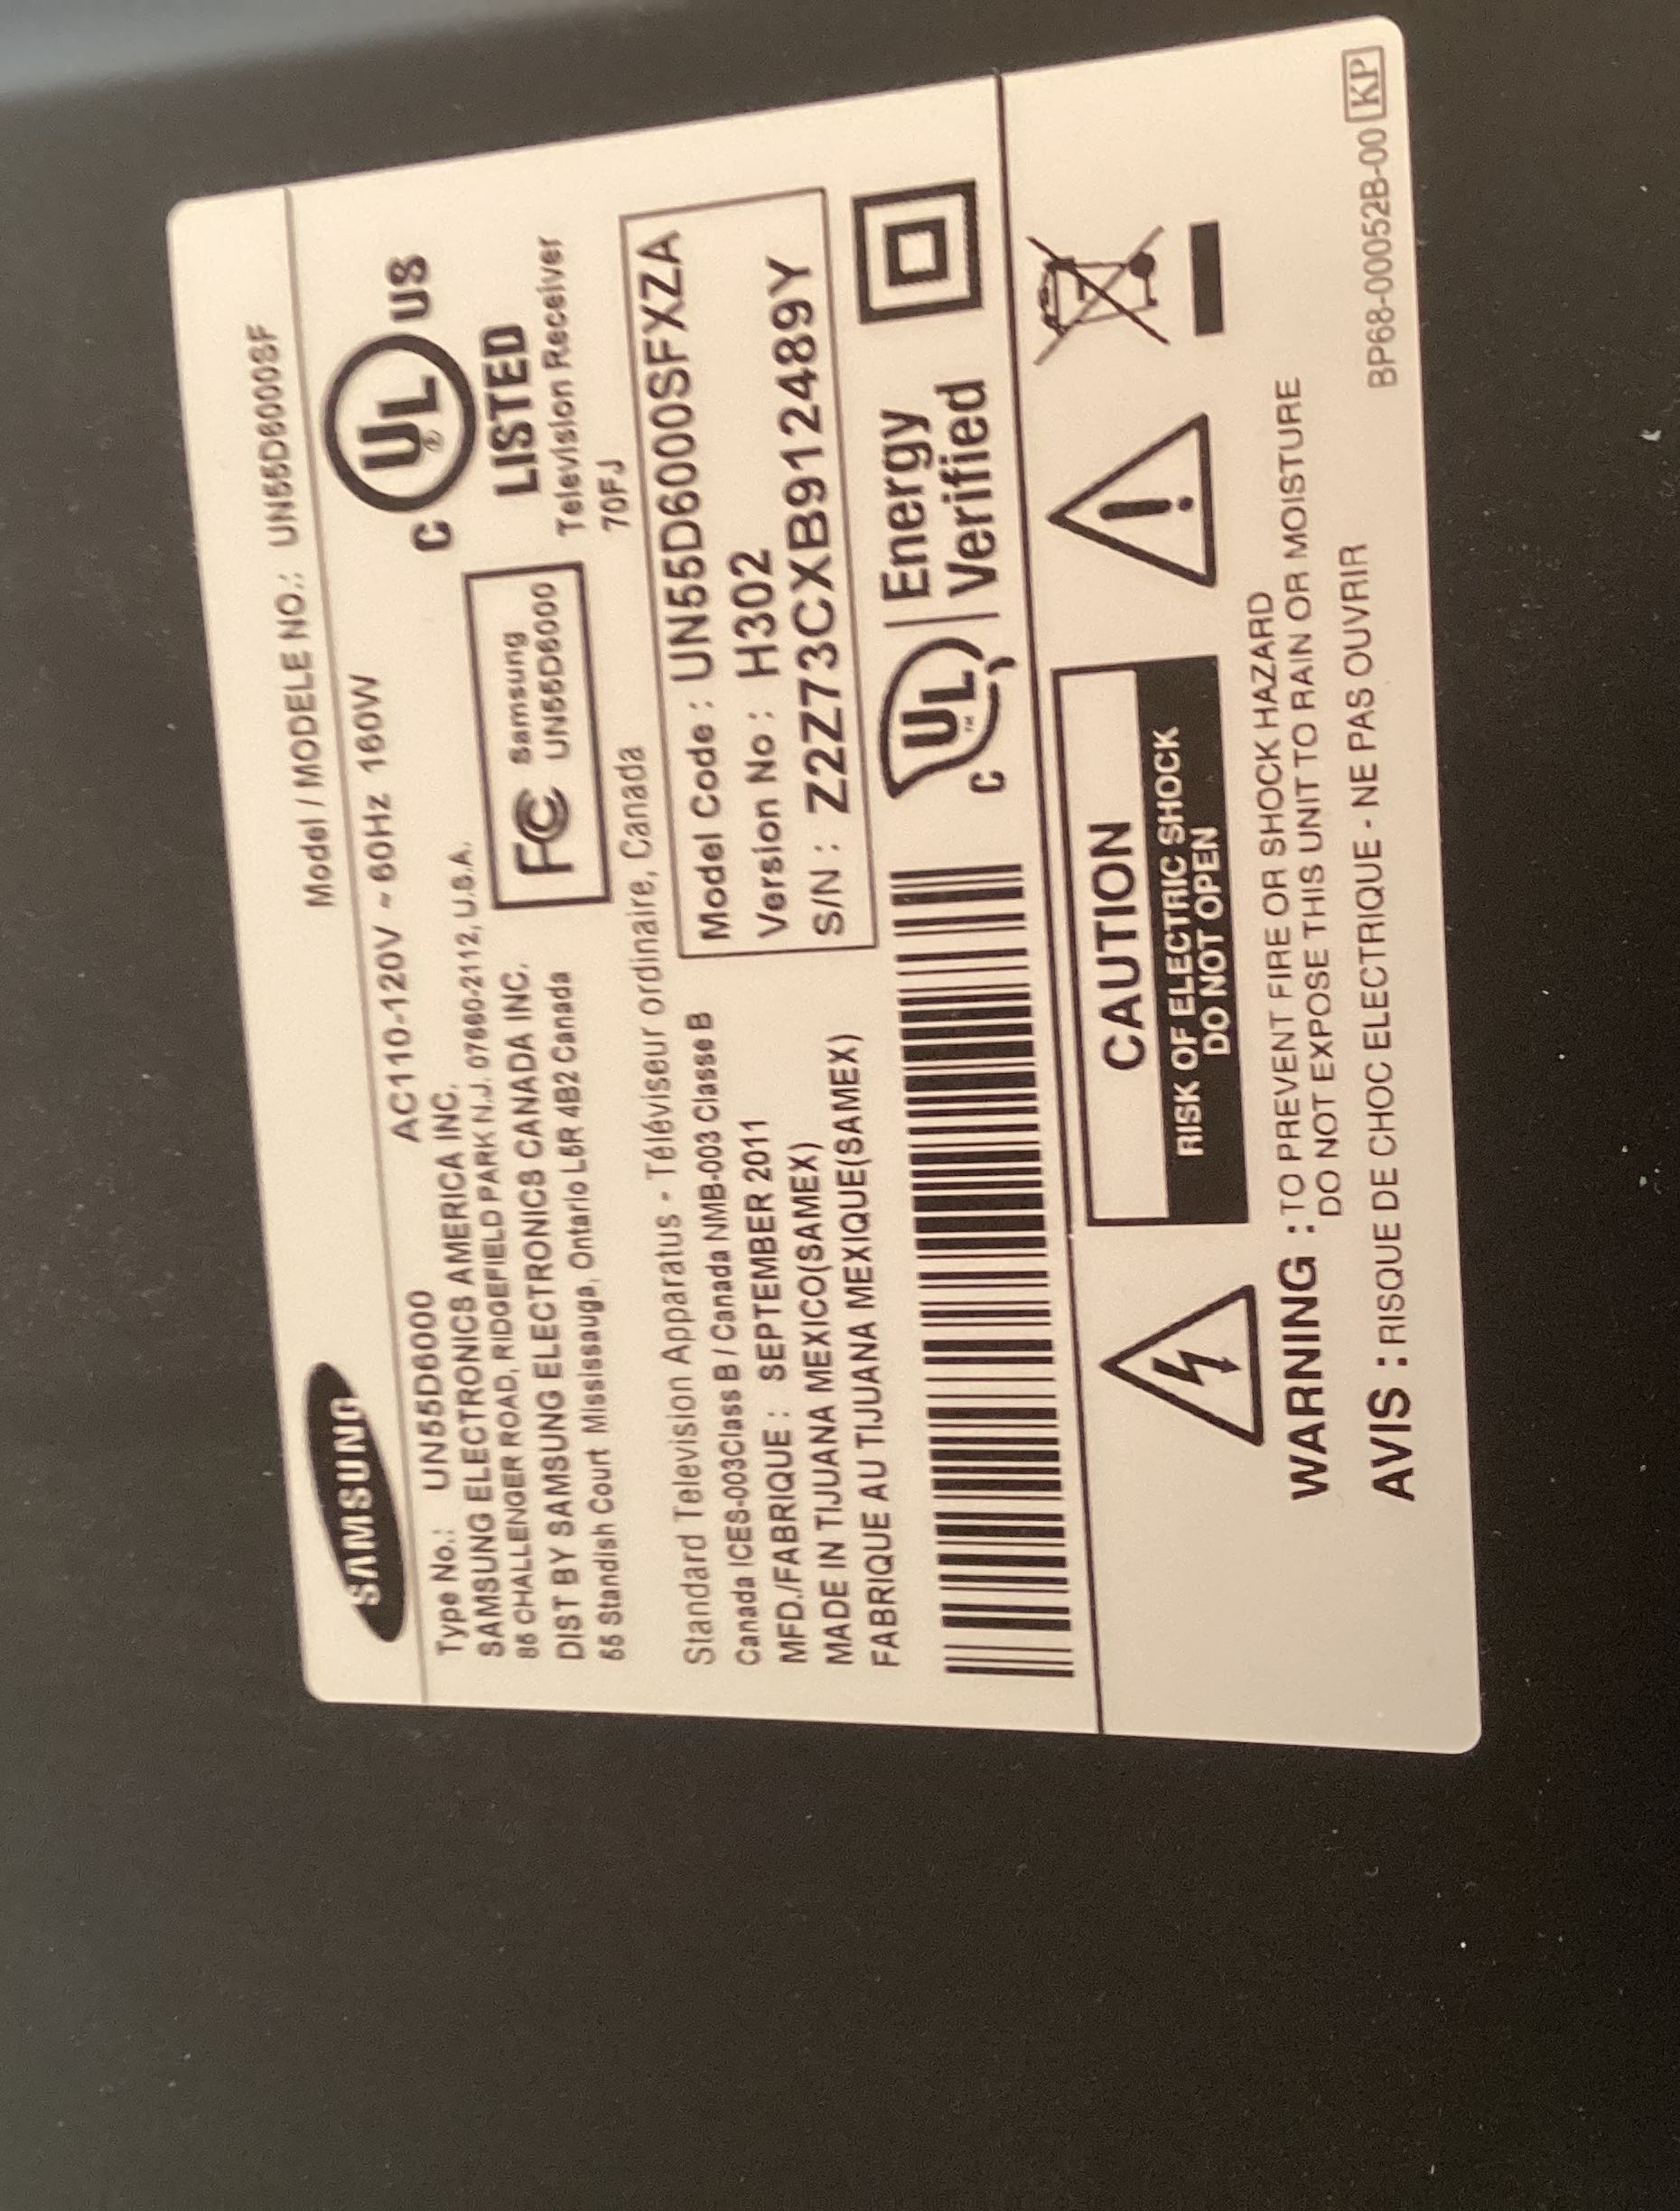 SAMSUNG
Model / MODELE NO.: UN55D6000SF
Type No.: UN55D6000 AC110-120V ~ 60Hz 160W
SAMSUNG ELECTRONICS AMERICA INC.
85 CHALLENGER ROAD, RIDGEFIELD PARK N.J. 07660-2112, U.S.A.
DIST BY SAMSUNG ELECTRONICS CANADA INC.
55 Standish Court Mississauga, Ontario L5R 4B2 Canada
FC Samsung
UN55D6000
C UL ® US
LISTED
Television Receiver
70FJ
Standard Television Apparatus - Téléviseur ordinaire, Canada
Canada ICES-003Class B / Canada NMB-003 Classe B
MFD./FABRIQUE : SEPTEMBER 2011
MADE IN TIJUANA MEXICO(SAMEX)
FABRIQUE AU TIJUANA MEXIQUE(SAMEX)
Model Code : UN55D6000SFXZA
Version No : H302
S/N : Z2Z73CXB912489Y
C UL ™ Energy
Verified
CAUTION
RISK OF ELECTRIC SHOCK
DO NOT OPEN
WARNING : TO PREVENT FIRE OR SHOCK HAZARD
DO NOT EXPOSE THIS UNIT TO RAIN OR MOISTURE
AVIS : RISQUE DE CHOC ELECTRIQUE - NE PAS OUVRIR
BP68-00052B-00 KP